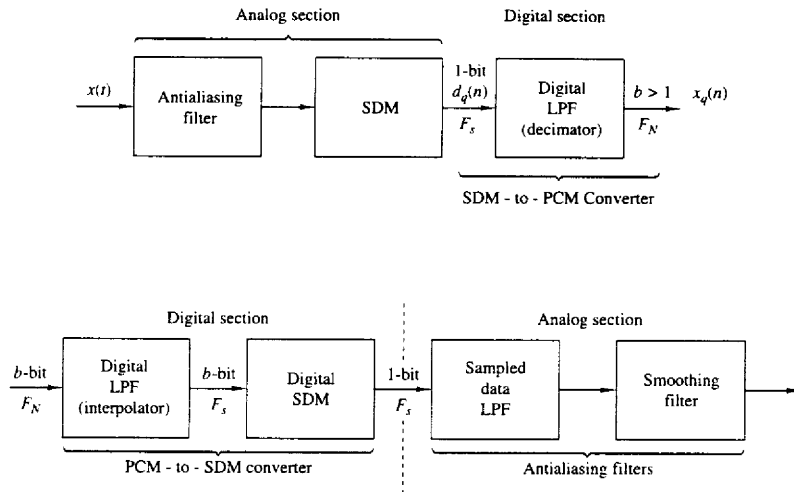 Analog section
Digital section
x(t)
Antialiasing
filter
SDM
1-bit
d_q(n)
F_s
Digital
LPF
(decimator)
b > 1
F_N
x_q(n)
SDM - to - PCM Converter
Digital section
Analog section
b-bit
F_N
Digital
LPF
(interpolator)
b-bit
F_s
Digital
SDM
1-bit
F_s
Sampled
data
LPF
Smoothing
filter
PCM - to - SDM converter
Antialiasing filters